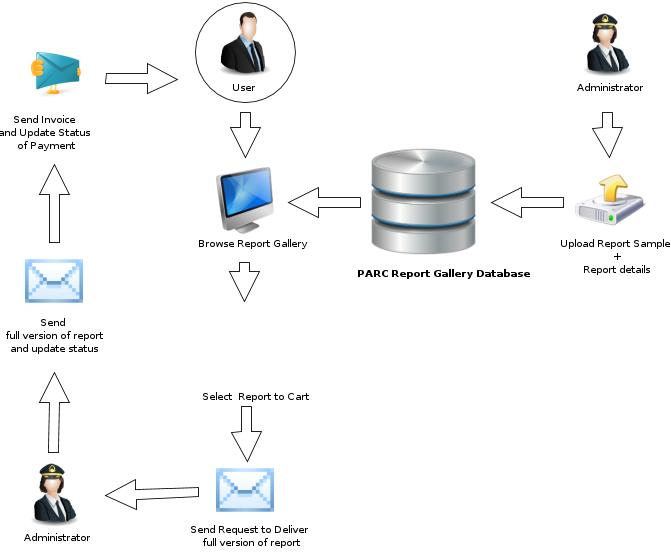 User
Administrator
Send Invoice
and Update Status
of Payment
Browse Report Gallery
PARC Report Gallery Database
Upload Report Sample
+
Report details
Send
full version of report
and update status
Select Report to Cart
Administrator
Send Request to Deliver
full version of report